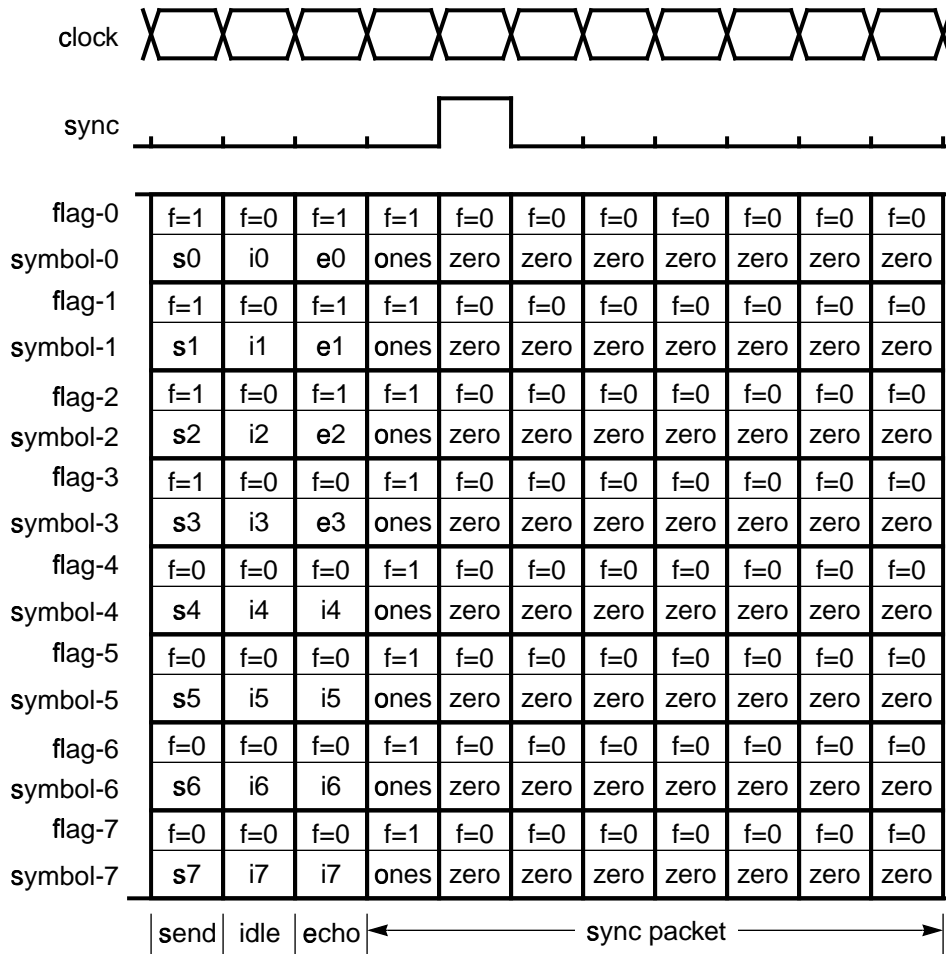 clock
sync
flag-0 f=1 f=0 f=1 f=1 f=0 f=0 f=0 f=0 f=0 f=0 f=0
symbol-0 s0 i0 e0 ones zero zero zero zero zero zero zero
flag-1 f=1 f=0 f=1 f=1 f=0 f=0 f=0 f=0 f=0 f=0 f=0
symbol-1 s1 i1 e1 ones zero zero zero zero zero zero zero
flag-2 f=1 f=0 f=1 f=1 f=0 f=0 f=0 f=0 f=0 f=0 f=0
symbol-2 s2 i2 e2 ones zero zero zero zero zero zero zero
flag-3 f=1 f=0 f=0 f=1 f=0 f=0 f=0 f=0 f=0 f=0 f=0
symbol-3 s3 i3 e3 ones zero zero zero zero zero zero zero
flag-4 f=0 f=0 f=0 f=1 f=0 f=0 f=0 f=0 f=0 f=0 f=0
symbol-4 s4 i4 i4 ones zero zero zero zero zero zero zero
flag-5 f=0 f=0 f=0 f=1 f=0 f=0 f=0 f=0 f=0 f=0 f=0
symbol-5 s5 i5 i5 ones zero zero zero zero zero zero zero
flag-6 f=0 f=0 f=0 f=1 f=0 f=0 f=0 f=0 f=0 f=0 f=0
symbol-6 s6 i6 i6 ones zero zero zero zero zero zero zero
flag-7 f=0 f=0 f=0 f=1 f=0 f=0 f=0 f=0 f=0 f=0 f=0
symbol-7 s7 i7 i7 ones zero zero zero zero zero zero zero
send idle echo sync packet